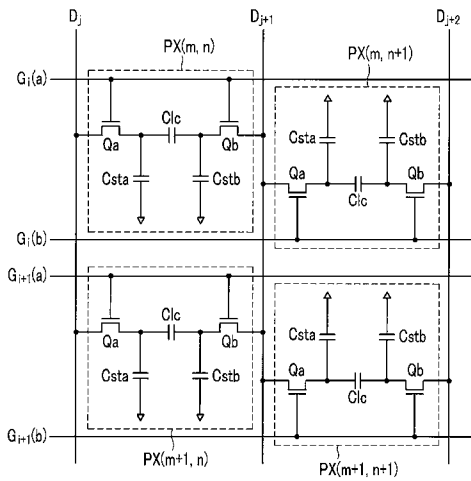 Dj Dj+1 Dj+2
PX(m, n) PX(m, n+1)
Gi(a)
Clc
Qa Qb
Csta Cstb
Csta Cstb
Qa Qb
Clc
Gi(b)
Gi+1(a)
Clc
Qa Qb
Csta Cstb
Csta Cstb
Qa Qb
Clc
Gi+1(b)
PX(m+1, n) PX(m+1, n+1)